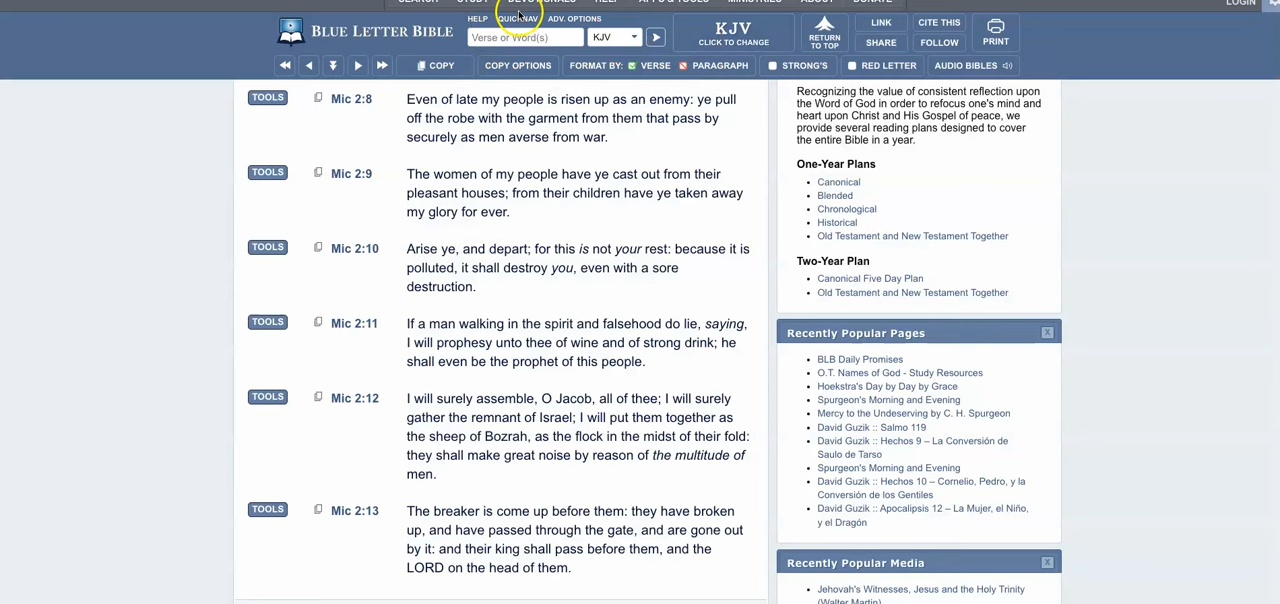 SEARCH STUDY DEVOTIONALS HELP APPS & TOOLS MINISTRIES ABOUT DONATE LOGIN
HELP QUICKNAV ADV. OPTIONS
BLUE LETTER BIBLE
Verse or Word(s)
KJV
KJV
CLICK TO CHANGE
RETURN
TO TOP
LINK
CITE THIS
SHARE
FOLLOW
PRINT
COPY
COPY OPTIONS
FORMAT BY: VERSE PARAGRAPH
STRONG'S
RED LETTER
AUDIO BIBLES
TOOLS Mic 2:8 Even of late my people is risen up as an enemy: ye pull
off the robe with the garment from them that pass by
securely as men averse from war.
TOOLS Mic 2:9 The women of my people have ye cast out from their
pleasant houses; from their children have ye taken away
my glory for ever.
TOOLS Mic 2:10 Arise ye, and depart; for this is not your rest: because it is
polluted, it shall destroy you, even with a sore
destruction.
TOOLS Mic 2:11 If a man walking in the spirit and falsehood do lie, saying,
I will prophesy unto thee of wine and of strong drink; he
shall even be the prophet of this people.
TOOLS Mic 2:12 I will surely assemble, O Jacob, all of thee; I will surely
gather the remnant of Israel; I will put them together as
the sheep of Bozrah, as the flock in the midst of their fold:
they shall make great noise by reason of the multitude of
men.
TOOLS Mic 2:13 The breaker is come up before them: they have broken
up, and have passed through the gate, and are gone out
by it: and their king shall pass before them, and the
LORD on the head of them.
Recognizing the value of consistent reflection upon
the Word of God in order to refocus one's mind and
heart upon Christ and His Gospel of peace, we
provide several reading plans designed to cover
the entire Bible in a year.
One-Year Plans
Canonical
Blended
Chronological
Historical
Old Testament and New Testament Together
Two-Year Plan
Canonical Five Day Plan
Old Testament and New Testament Together
Recently Popular Pages X
BLB Daily Promises
O.T. Names of God - Study Resources
Hoekstra's Day by Day by Grace
Spurgeon's Morning and Evening
Mercy to the Undeserving by C. H. Spurgeon
David Guzik :: Salmo 119
David Guzik :: Hechos 9 – La Conversión de
Saulo de Tarso
Spurgeon's Morning and Evening
David Guzik :: Hechos 10 – Cornelio, Pedro, y la
Conversión de los Gentiles
David Guzik :: Apocalipsis 12 – La Mujer, el Niño,
y el Dragón
Recently Popular Media X
Jehovah's Witnesses, Jesus and the Holy Trinity
(Walter Martin)